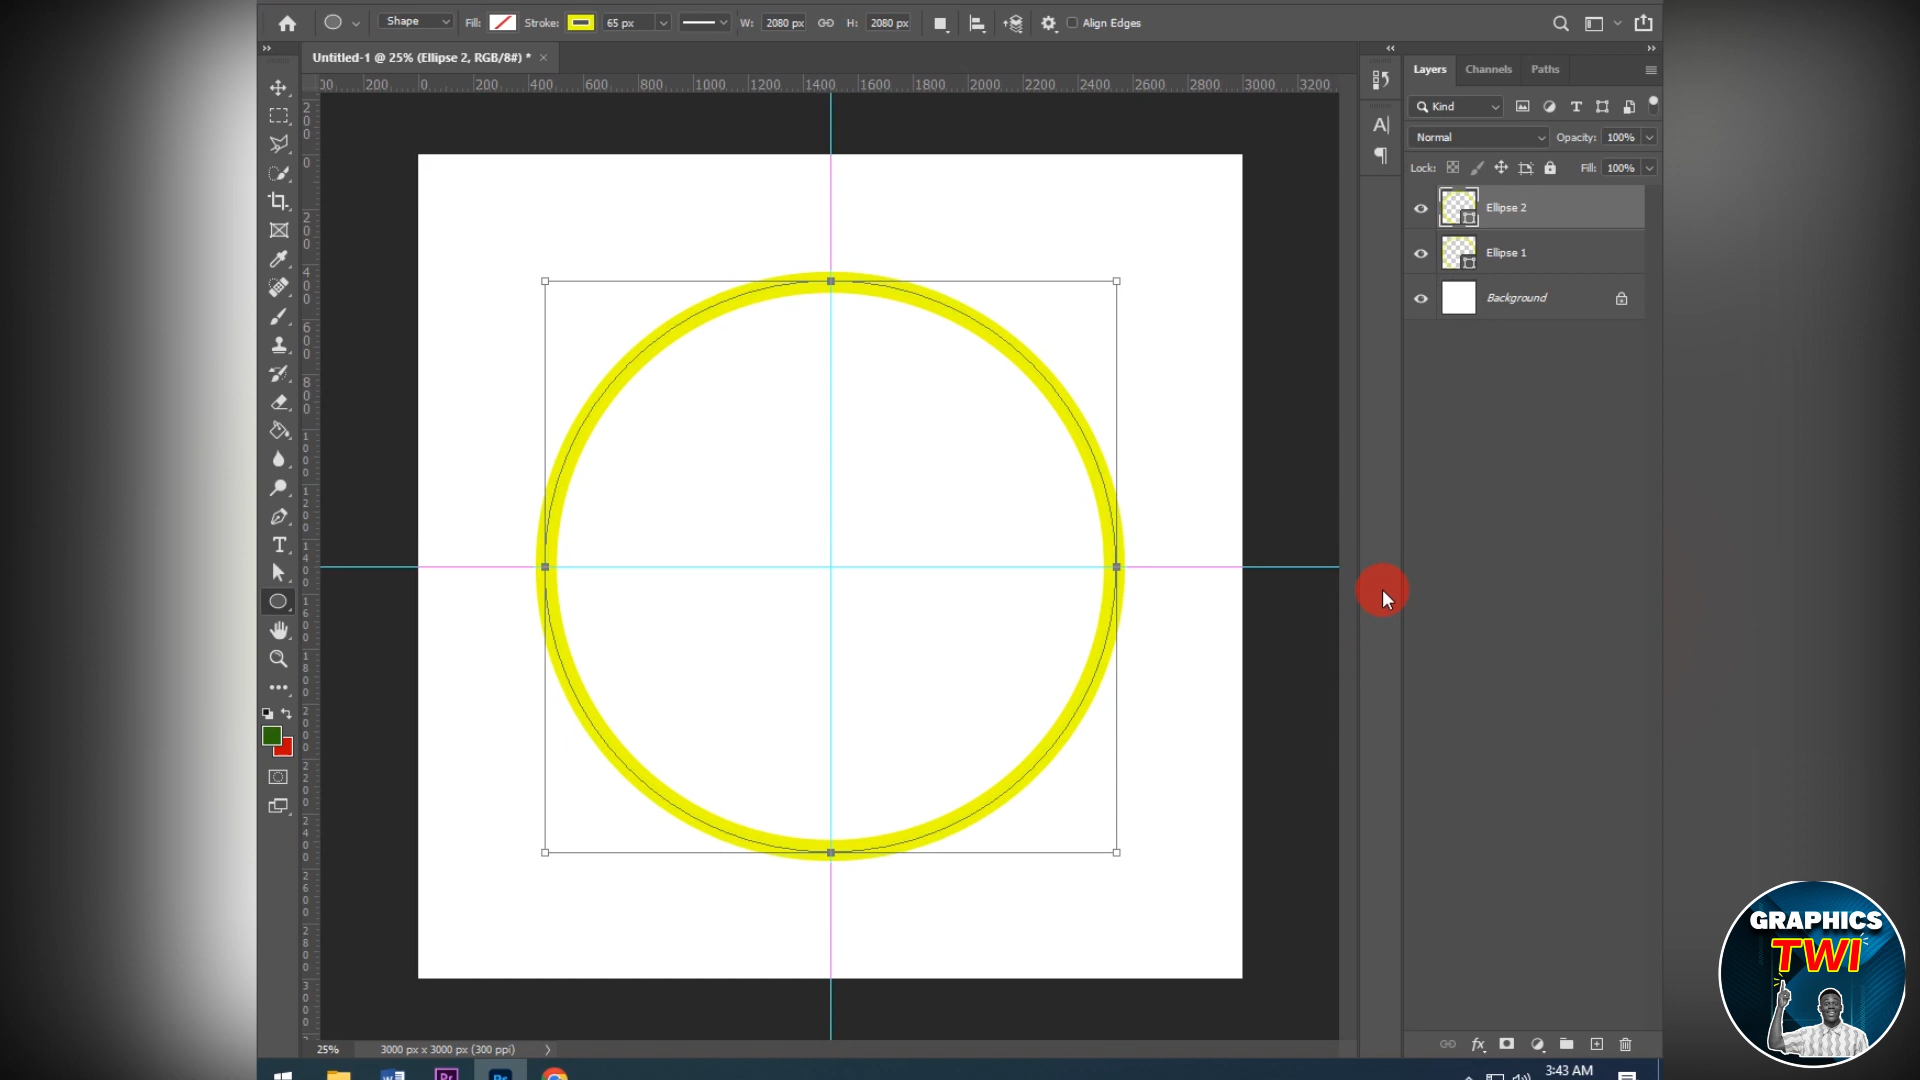 Shape Fill: Stroke: 65 px W: 2080 px H: 2080 px Align Edges
Untitled-1 @ 25% (Ellipse 2, RGB/8#) *
200 0 200 400 600 800 1000 1200 1400 1600 1800 2000 2200 2400 2600 2800 3000 3200
Layers Channels Paths
Kind
Normal Opacity: 100%
Lock: Fill: 100%
Ellipse 2
Ellipse 1
Background
GRAPHICS
TWI
25% 3000 px x 3000 px (300 ppi)
3:43 AM